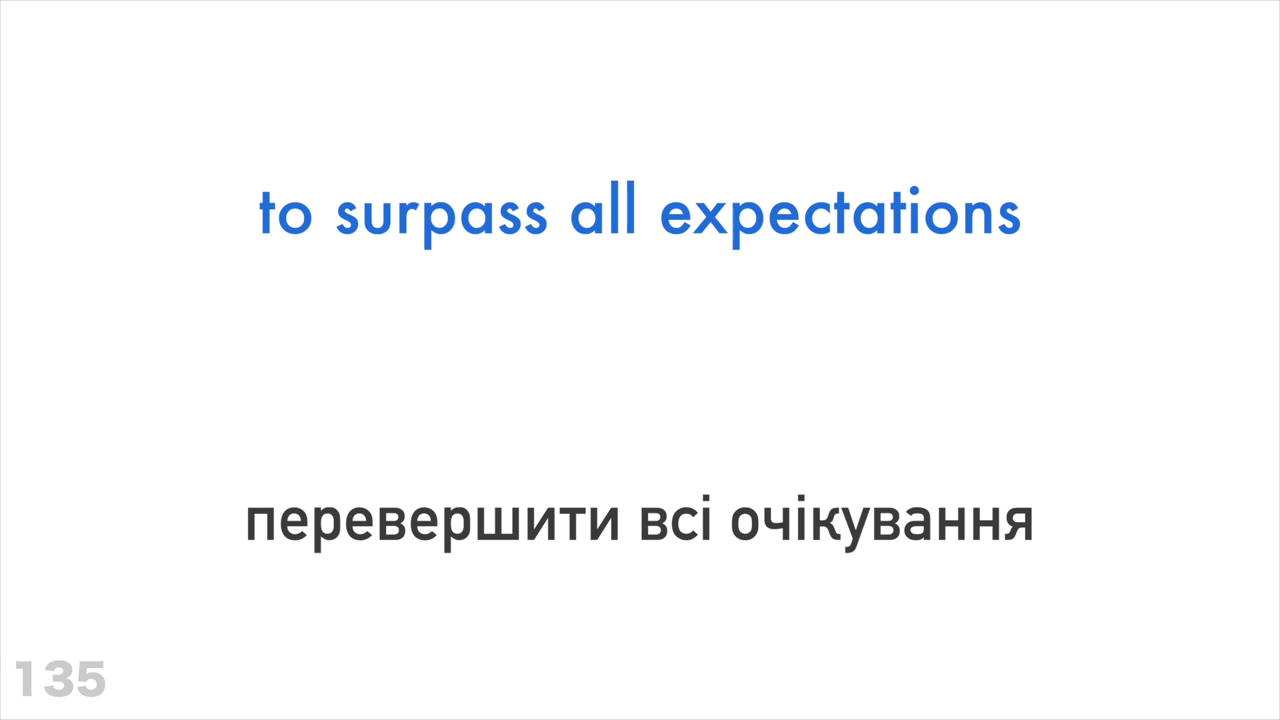 to surpass all expectations
перевершити всі очікування
135